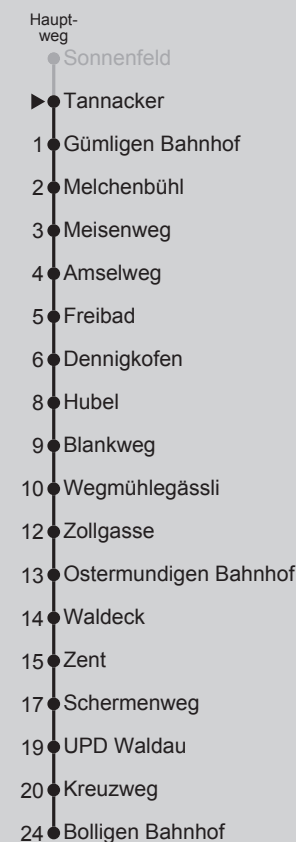 Haupt-
weg
Sonnenfeld
Tannacker
1 Gümligen Bahnhof
2 Melchenbühl
3 Meisenweg
4 Amselweg
5 Freibad
6 Dennigkofen
8 Hubel
9 Blankweg
10 Wegmühlegässli
12 Zollgasse
13 Ostermundigen Bahnhof
14 Waldeck
15 Zent
17 Schermenweg
19 UPD Waldau
20 Kreuzweg
24 Bolligen Bahnhof